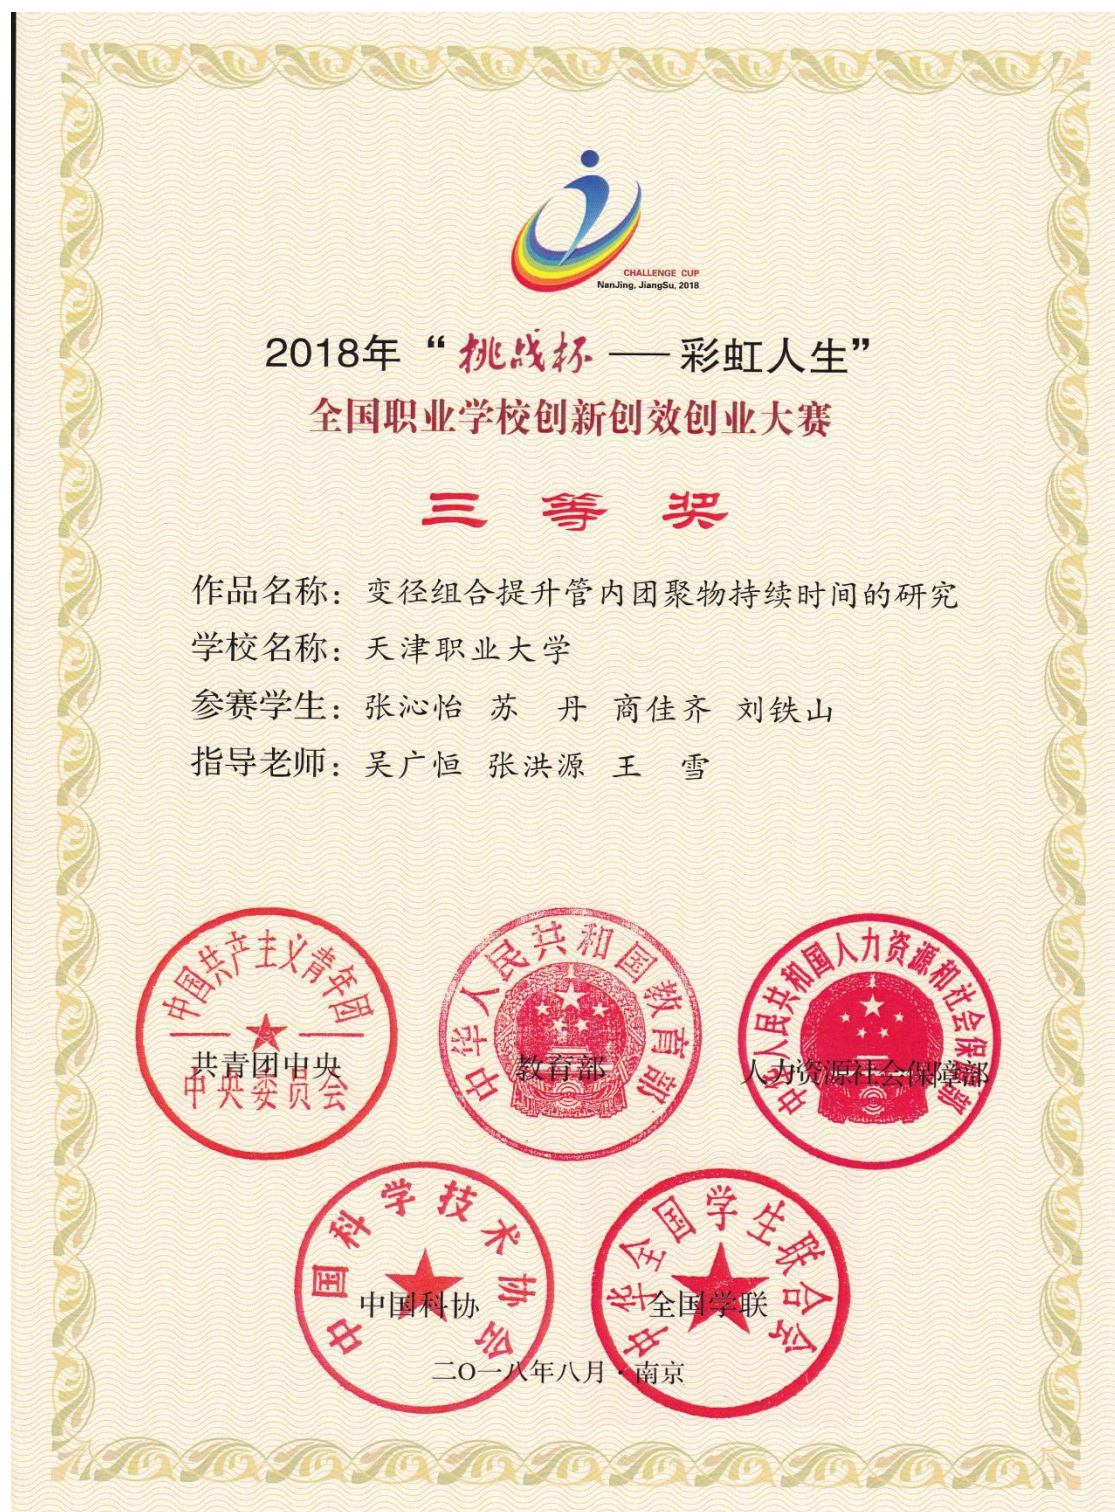 CHALLENGE CUP
NanJing, JiangSu, 2018
2018年“挑战杯——彩虹人生”
全国职业学校创新创效创业大赛
三等奖
作品名称：变径组合提升管内团聚物持续时间的研究
学校名称：天津职业大学
参赛学生：张沁怡 苏 丹 商佳齐 刘铁山
指导老师：吴广恒 张洪源 王 雪
中国共产主义青年团
中央委员会
共青团中央
中华人民共和国教育部
教育部
中华人民共和国人力资源和社会保障部
人力资源社会保障部
中国科学技术协会
中国科协
中华全国学生联合会
全国学联
二O一八年八月·南京